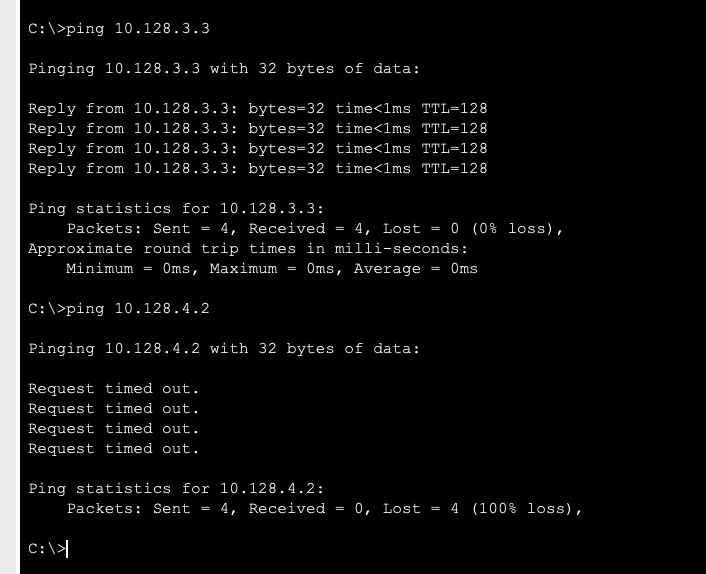 C:\>ping 10.128.3.3
Pinging 10.128.3.3 with 32 bytes of data:
Reply from 10.128.3.3: bytes=32 time<1ms TTL=128
Reply from 10.128.3.3: bytes=32 time<1ms TTL=128
Reply from 10.128.3.3: bytes=32 time<1ms TTL=128
Reply from 10.128.3.3: bytes=32 time<1ms TTL=128
Ping statistics for 10.128.3.3:
    Packets: Sent = 4, Received = 4, Lost = 0 (0% loss),
Approximate round trip times in milli-seconds:
    Minimum = 0ms, Maximum = 0ms, Average = 0ms
C:\>ping 10.128.4.2
Pinging 10.128.4.2 with 32 bytes of data:
Request timed out.
Request timed out.
Request timed out.
Request timed out.
Ping statistics for 10.128.4.2:
    Packets: Sent = 4, Received = 0, Lost = 4 (100% loss),
C:\>